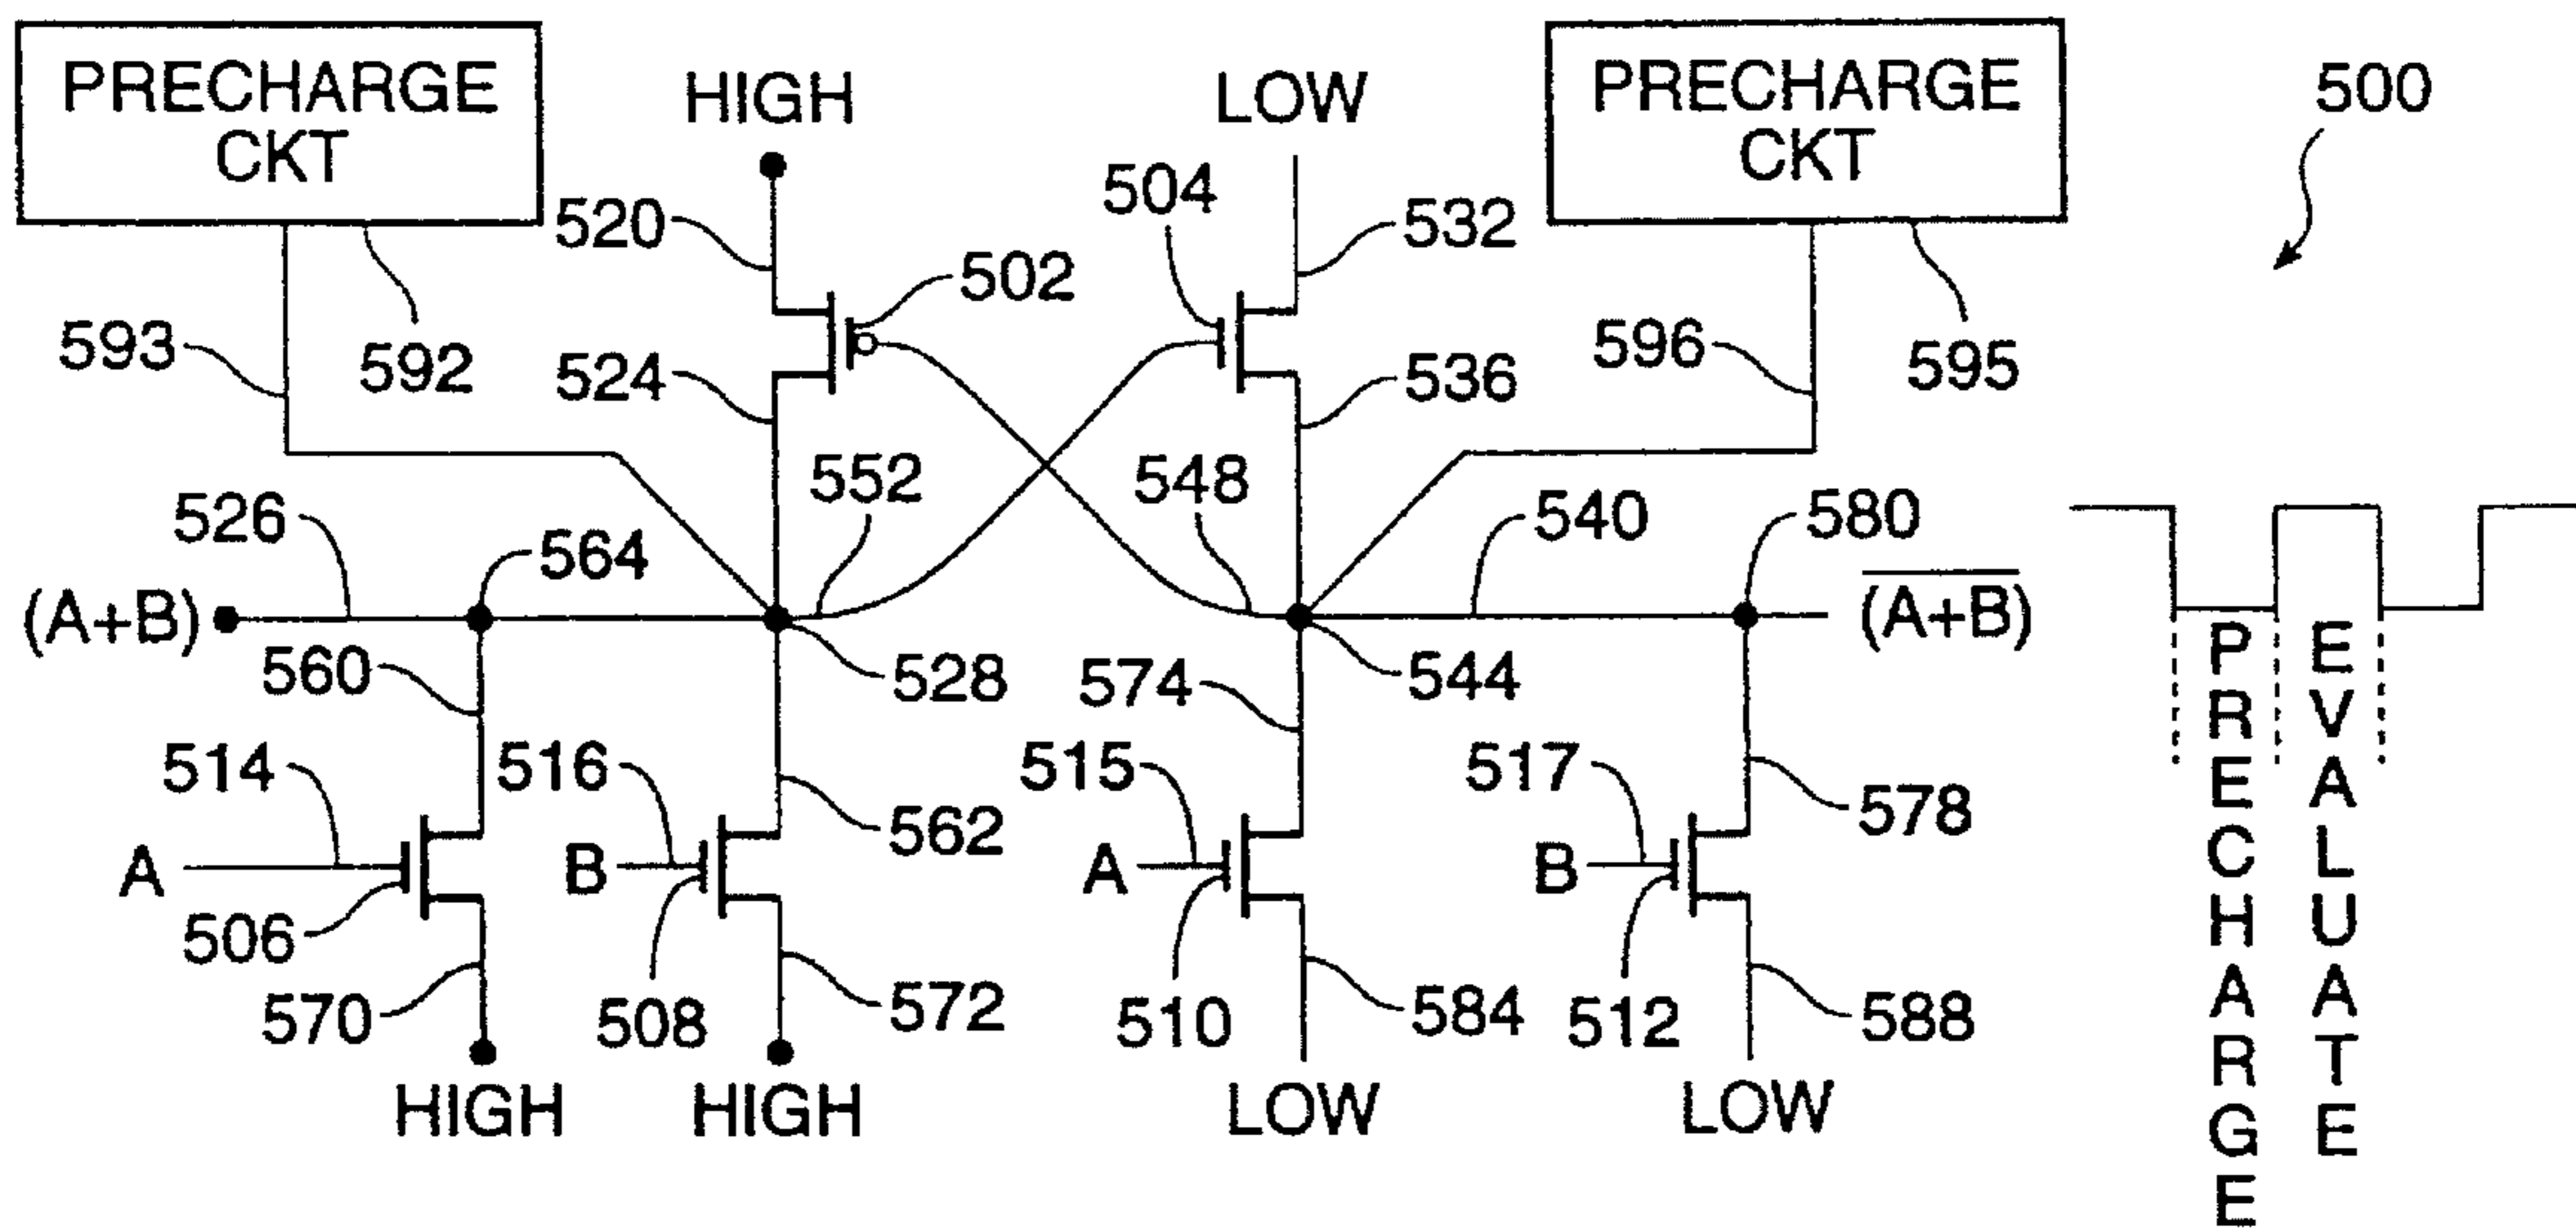 PRECHARGE
CKT
HIGH
LOW
PRECHARGE
CKT
500
520
504
532
502
593
592
524
536
596
595
526
564
552
548
540
580
(A+B)
(A+B)̅
560
528
574
544
514
516
515
517
578
562
A
B
A
B
506
508
510
512
570
572
584
588
HIGH
HIGH
LOW
LOW
PRECHARGE
EVALUATE